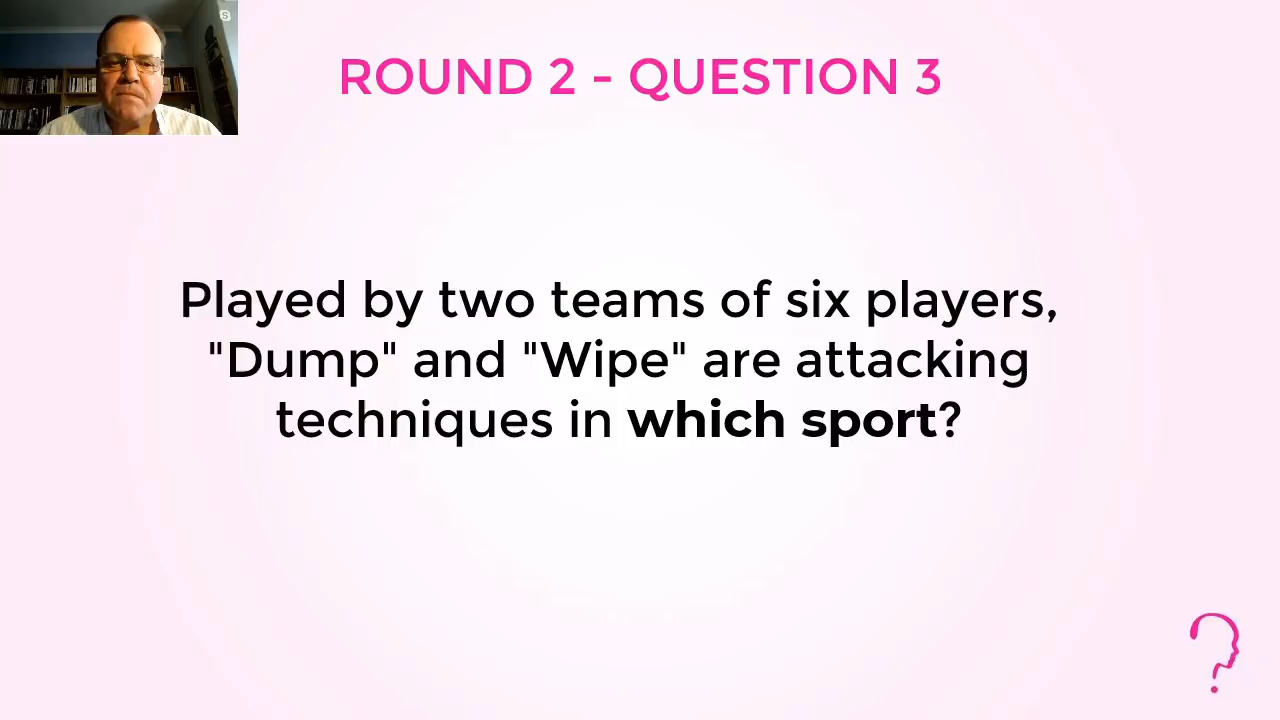 ROUND 2 - QUESTION 3
Played by two teams of six players,
"Dump" and "Wipe" are attacking
techniques in which sport?